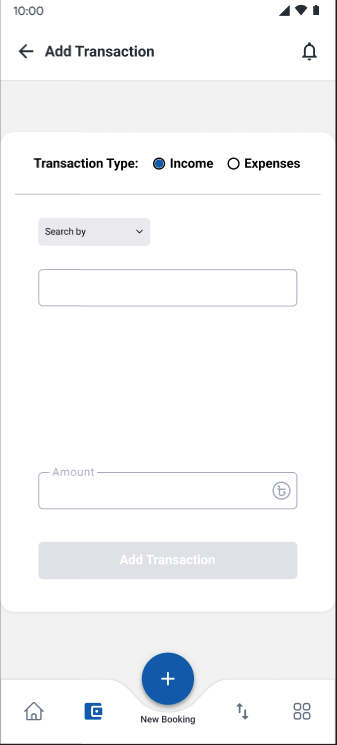 10:00
Add Transaction
Transaction Type: Income Expenses
Search by
Amount
৳
Add Transaction
New Booking